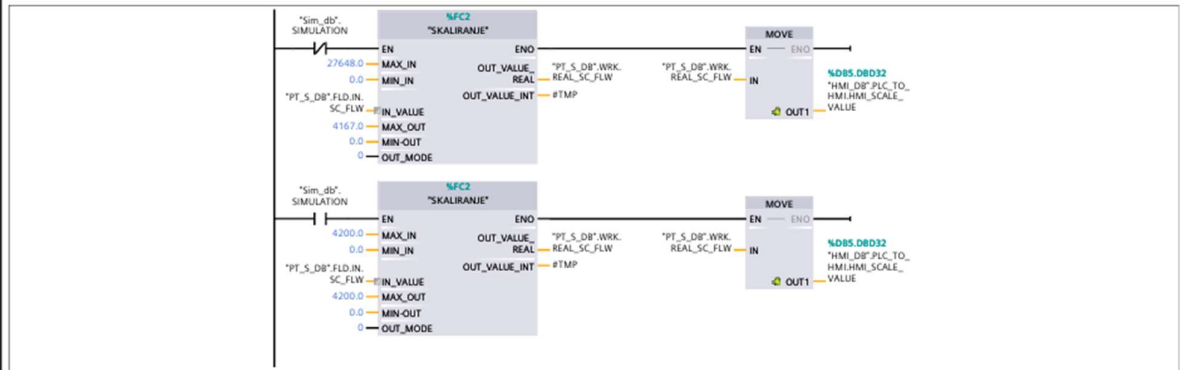 "Sim_db".
SIMULATION
%FC2
"SKALIRANJE"
EN
ENO
27648.0
MAX_IN
0.0
MIN_IN
"PT_S_DB".FLD.IN.
SC_FLW
IN_VALUE
4167.0
MAX_OUT
0.0
MIN-OUT
0
OUT_MODE
OUT_VALUE_
REAL
"PT_S_DB".WRK.
REAL_SC_FLW
OUT_VALUE_INT
#TMP
MOVE
EN
ENO
"PT_S_DB".WRK.
REAL_SC_FLW
IN
OUT1
%DB5.DBD32
"HMI_DB".PLC_TO_
HMI.HMI_SCALE_
VALUE
"Sim_db".
SIMULATION
%FC2
"SKALIRANJE"
EN
ENO
4200.0
MAX_IN
0.0
MIN_IN
"PT_S_DB".FLD.IN.
SC_FLW
IN_VALUE
4200.0
MAX_OUT
0.0
MIN-OUT
0
OUT_MODE
OUT_VALUE_
REAL
"PT_S_DB".WRK.
REAL_SC_FLW
OUT_VALUE_INT
#TMP
MOVE
EN
ENO
"PT_S_DB".WRK.
REAL_SC_FLW
IN
OUT1
%DB5.DBD32
"HMI_DB".PLC_TO_
HMI.HMI_SCALE_
VALUE